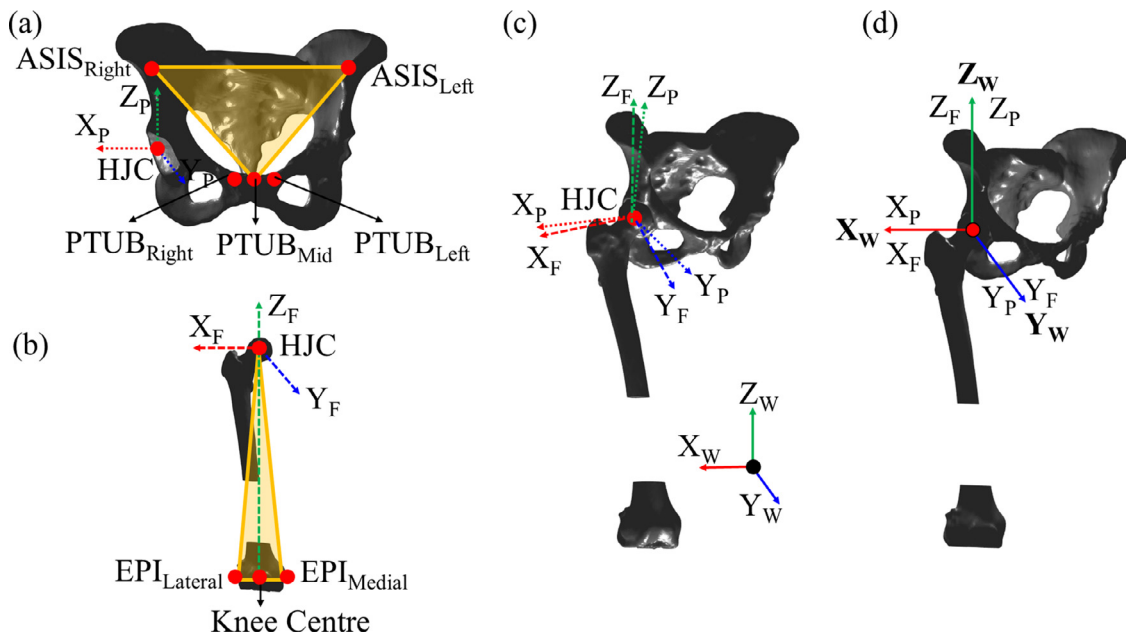 (a)
ASIS_Right
ASIS_Left
Z_P
X_P
HJC
Y_P
PTUB_Right
PTUB_Mid
PTUB_Left
(b)
Z_F
X_F
HJC
Y_F
EPI_Lateral
EPI_Medial
Knee Centre
(c)
Z_F
Z_P
HJC
X_P
X_F
Y_P
Y_F
Z_W
X_W
Y_W
(d)
Z_W
Z_F Z_P
X_P
X_W
X_F
Y_P Y_F
Y_W